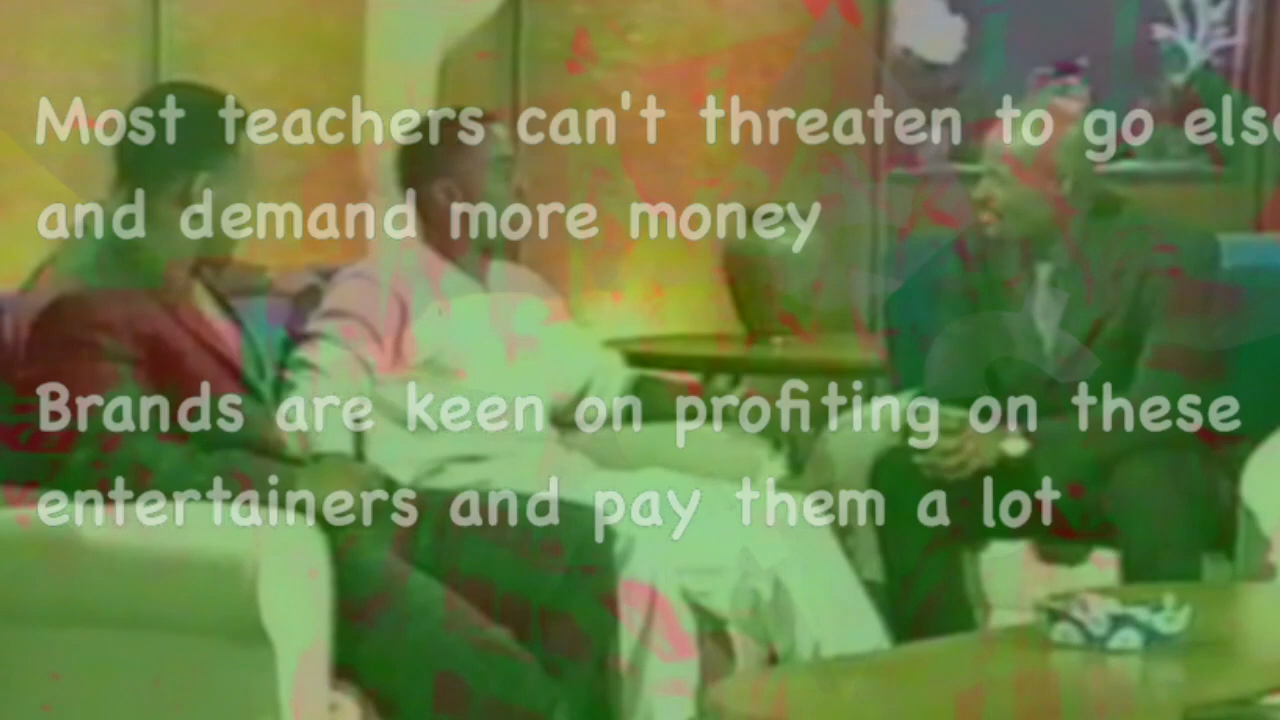 Most teachers can't threaten to go else
and demand more money
Brands are keen on profiting on these
entertainers and pay them a lot